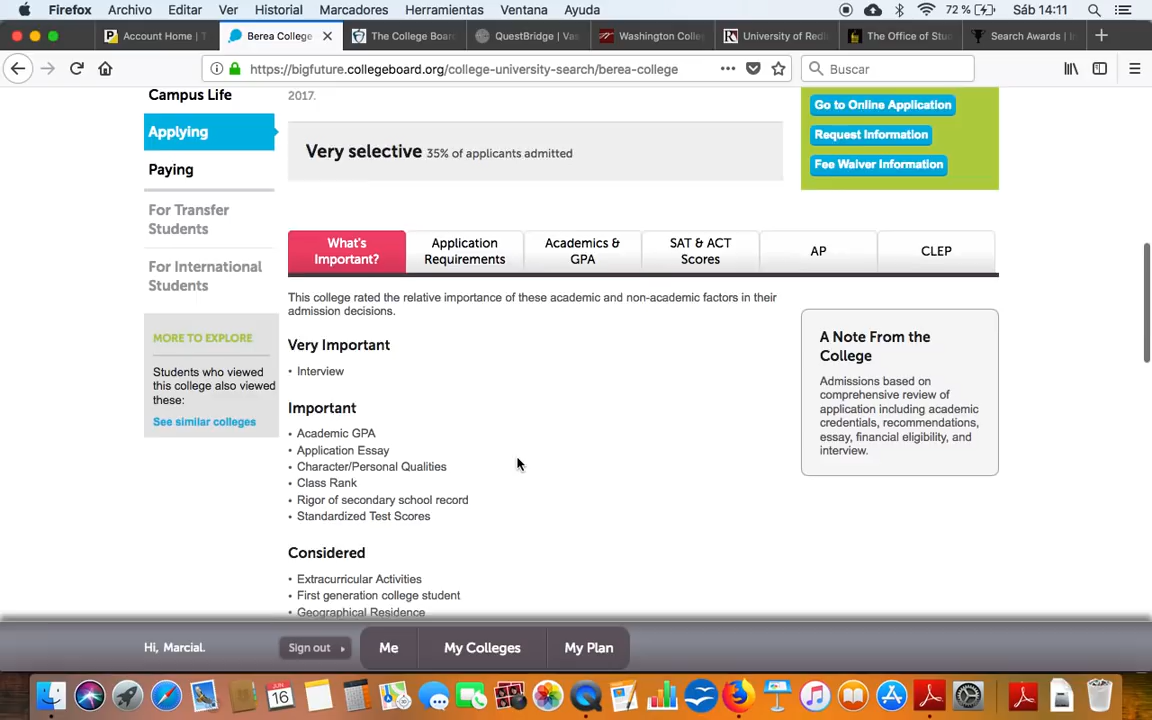 Firefox Archivo Editar Ver Historial Marcadores Herramientas Ventana Ayuda 72 % Sáb 14:11
Account Home | T Berea College The College Boar QuestBridge | Vas Washington Colle University of Redl The Office of Stud Search Awards | In
https://bigfuture.collegeboard.org/college-university-search/berea-college Buscar
Campus Life
Applying
Paying
For Transfer
Students
For International
Students
MORE TO EXPLORE
Students who viewed
this college also viewed
these:
See similar colleges
2017.
Very selective 35% of applicants admitted
Go to Online Application
Request Information
Fee Waiver Information
What's
Important?
Application
Requirements
Academics &
GPA
SAT & ACT
Scores
AP
CLEP
This college rated the relative importance of these academic and non-academic factors in their
admission decisions.
Very Important
• Interview
Important
• Academic GPA
• Application Essay
• Character/Personal Qualities
• Class Rank
• Rigor of secondary school record
• Standardized Test Scores
Considered
• Extracurricular Activities
• First generation college student
• Geographical Residence
A Note From the
College
Admissions based on
comprehensive review of
application including academic
credentials, recommendations,
essay, financial eligibility, and
interview.
Hi, Marcial. Sign out Me My Colleges My Plan
JUN
16